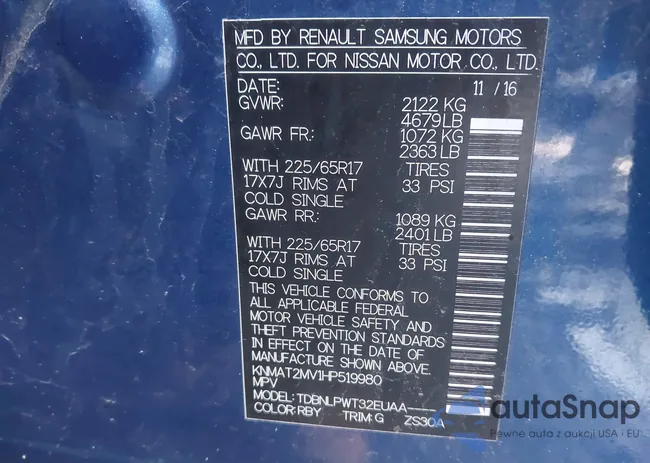 MFD BY RENAULT SAMSUNG MOTORS
CO., LTD. FOR NISSAN MOTOR CO., LTD.
DATE: 11 / 16
GVWR: 2122 KG
4679 LB
GAWR FR.: 1072 KG
2363 LB
WITH 225/65R17 TIRES
17X7J RIMS AT 33 PSI
COLD SINGLE
GAWR RR.: 1089 KG
2401 LB
WITH 225/65R17 TIRES
17X7J RIMS AT 33 PSI
COLD SINGLE
THIS VEHICLE CONFORMS TO
ALL APPLICABLE FEDERAL
MOTOR VEHICLE SAFETY AND
THEFT PREVENTION STANDARDS
IN EFFECT ON THE DATE OF
MANUFACTURE SHOWN ABOVE.
KNMAT2MV1HP519980
MPV
MODEL: TDBNLPWT32EUAA
COLOR: RBY TRIM: G ZS30A
autaSnap
Pewne auta z aukcji USA i EU